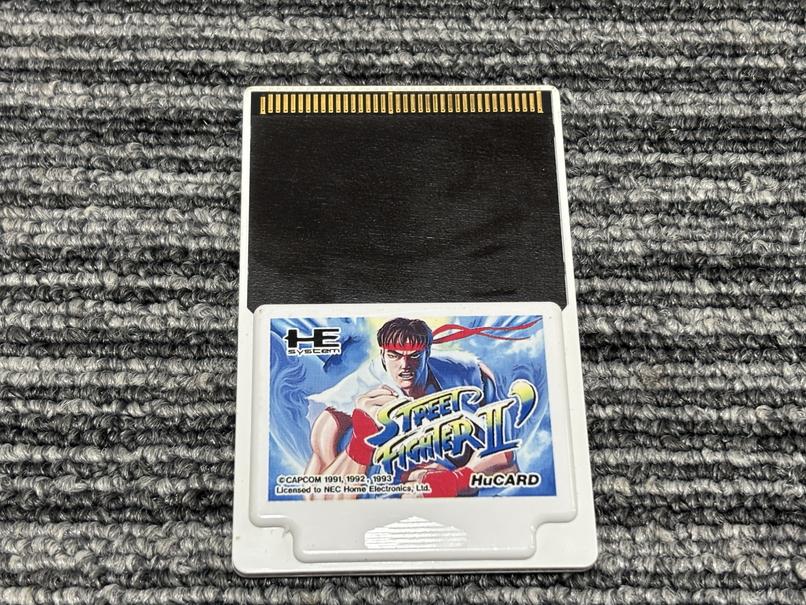 HE
system
STREET
FIGHTER II'
©CAPCOM 1991, 1992, 1993
Licensed to NEC Home Electronics, Ltd.
HuCARD